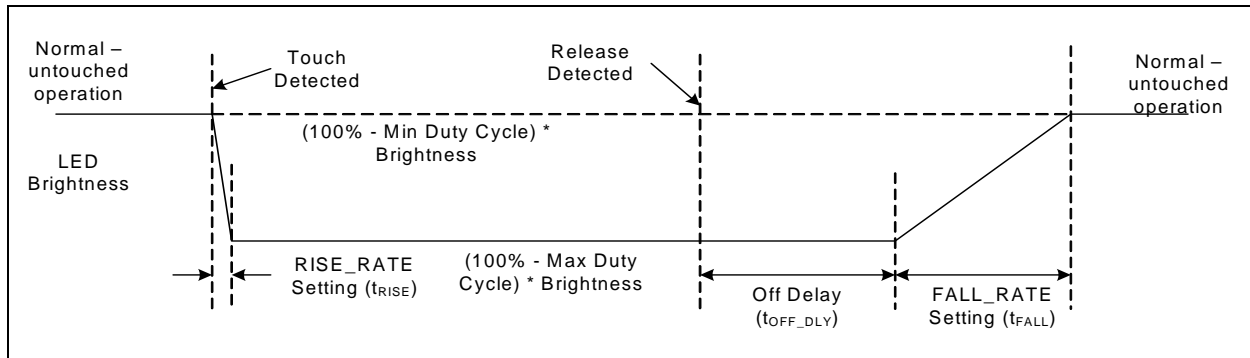 Normal –
untouched
operation
Touch
Detected
Release
Detected
Normal –
untouched
operation
(100% - Min Duty Cycle) *
Brightness
LED
Brightness
RISE_RATE
Setting (tRISE)
(100% - Max Duty
Cycle) * Brightness
Off Delay
(tOFF_DLY)
FALL_RATE
Setting (tFALL)